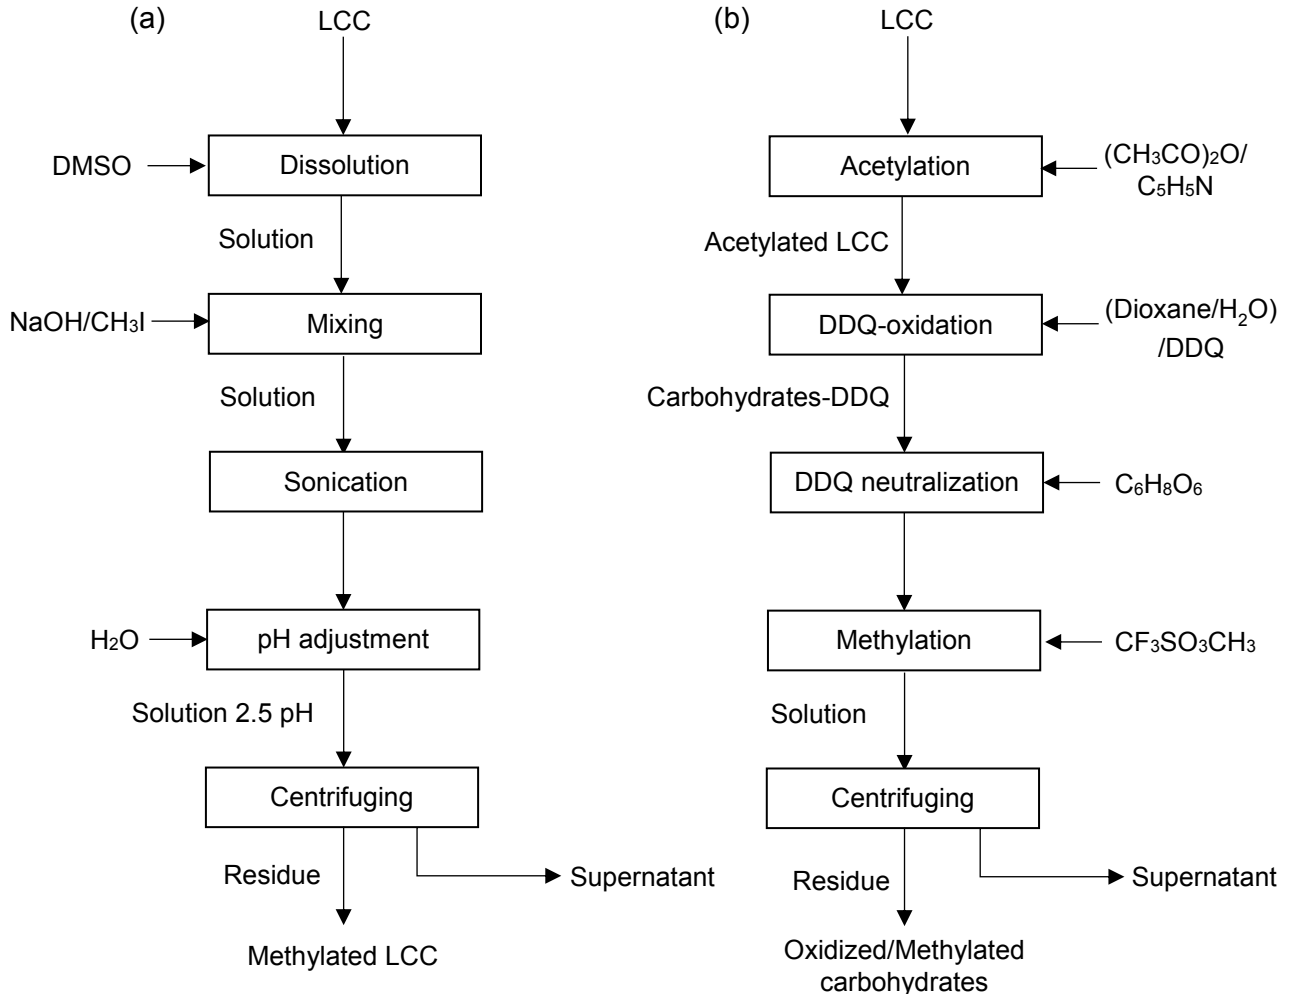 (a)
LCC
DMSO
Dissolution
Solution
NaOH/CH₃I
Mixing
Solution
Sonication
H₂O
pH adjustment
Solution 2.5 pH
Centrifuging
Residue
Supernatant
Methylated LCC
(b)
LCC
Acetylation
(CH₃CO)₂O/
C₅H₅N
Acetylated LCC
DDQ-oxidation
(Dioxane/H₂O)
/DDQ
Carbohydrates-DDQ
DDQ neutralization
C₆H₈O₆
Methylation
CF₃SO₃CH₃
Solution
Centrifuging
Residue
Supernatant
Oxidized/Methylated
carbohydrates